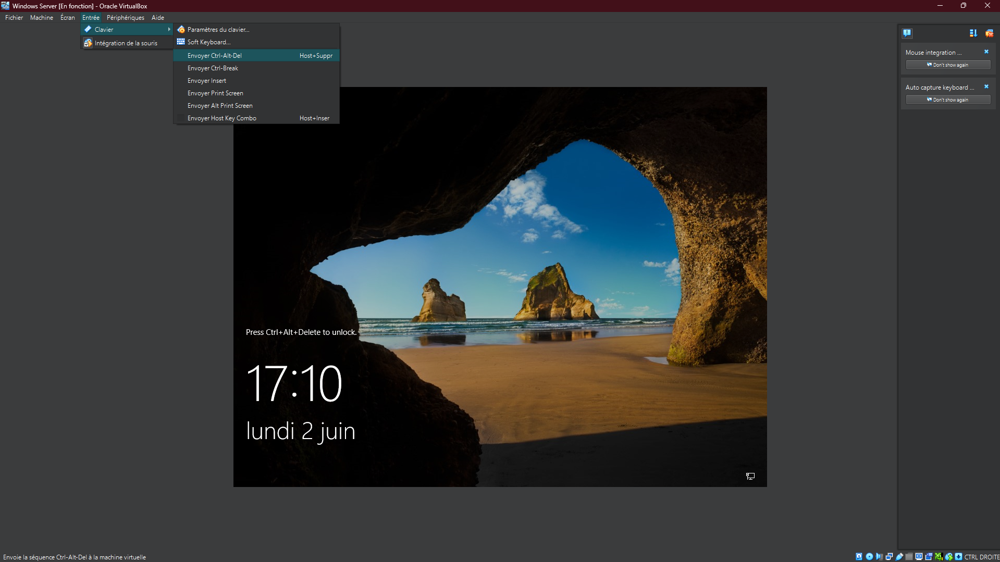 Windows Server [En fonction] - Oracle VirtualBox
Fichier Machine Écran Entrée Périphériques Aide
Clavier
Intégration de la souris
Paramètres du clavier...
Soft Keyboard...
Envoyer Ctrl-Alt-Del Host+Suppr
Envoyer Ctrl-Break
Envoyer Insert
Envoyer Print Screen
Envoyer Alt Print Screen
Envoyer Host Key Combo Host+Inser
Mouse integration ...
Don't show again
Auto capture keyboard ...
Don't show again
Press Ctrl+Alt+Delete to unlock.
17:10
lundi 2 juin
Envoie la séquence Ctrl-Alt-Del à la machine virtuelle
CTRL DROITE